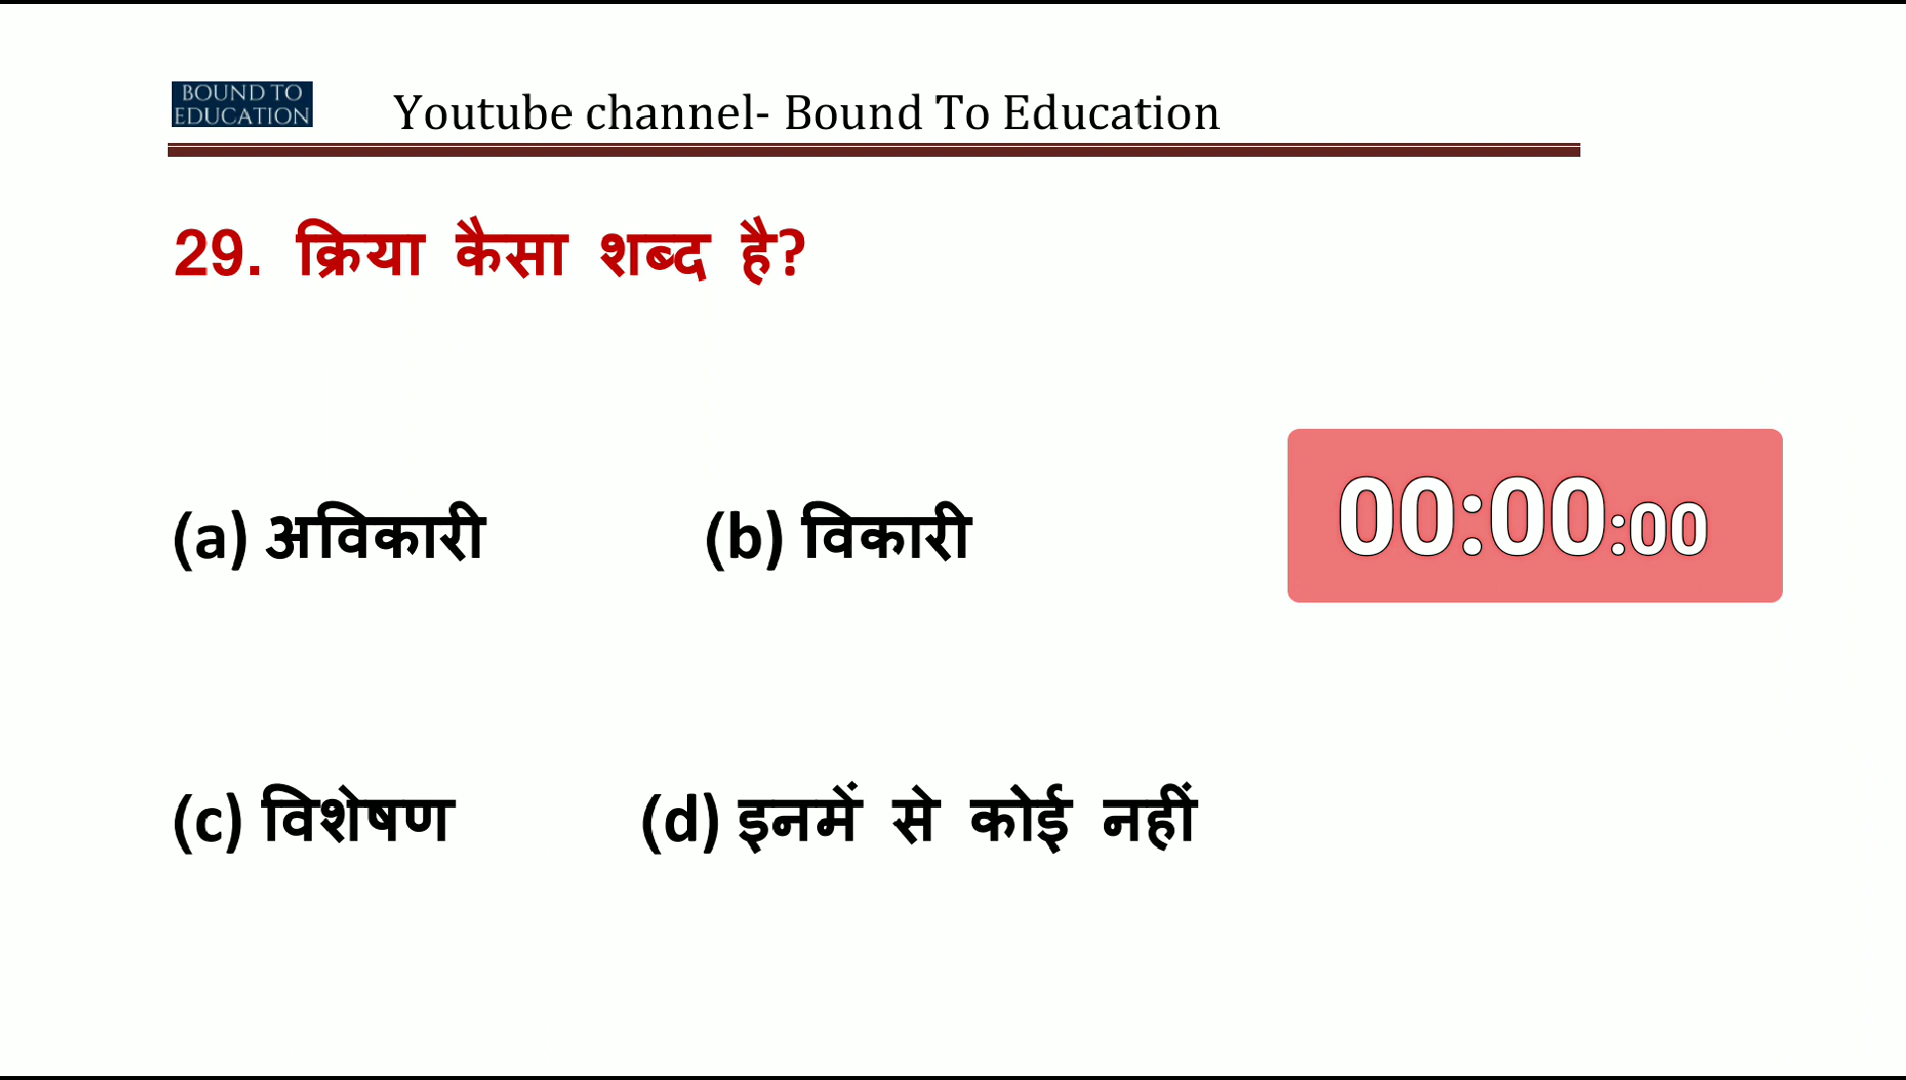 BOUND TO
EDUCATION
Youtube channel- Bound To Education
29. क्रिया कैसा शब्द है?
(a) अविकारी (b) विकारी
00:00:00
(c) विशेषण (d) इनमें से कोई नहीं